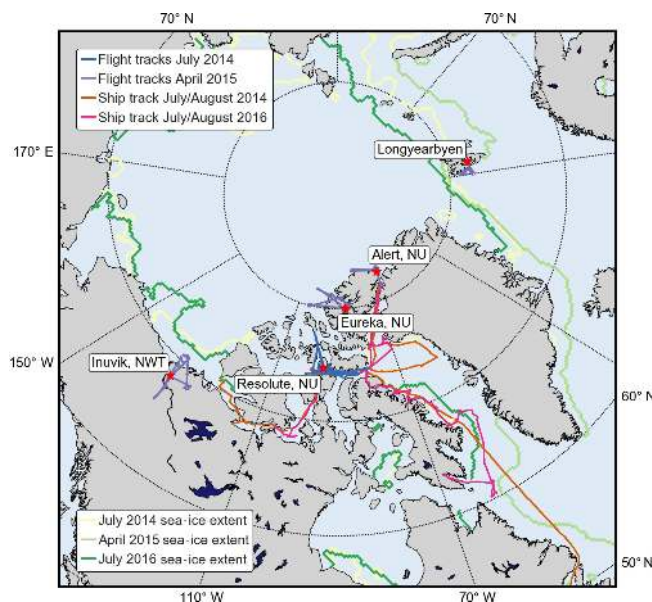 70° N
70° N
Flight tracks July 2014
Flight tracks April 2015
Ship track July/August 2014
Ship track July/August 2016
170° E
Longyearbyen
Alert, NU
Eureka, NU
150° W
Inuvik, NWT
Resolute, NU
60° N
July 2014 sea-ice extent
April 2015 sea-ice extent
July 2016 sea-ice extent
50° N
110° W
70° W